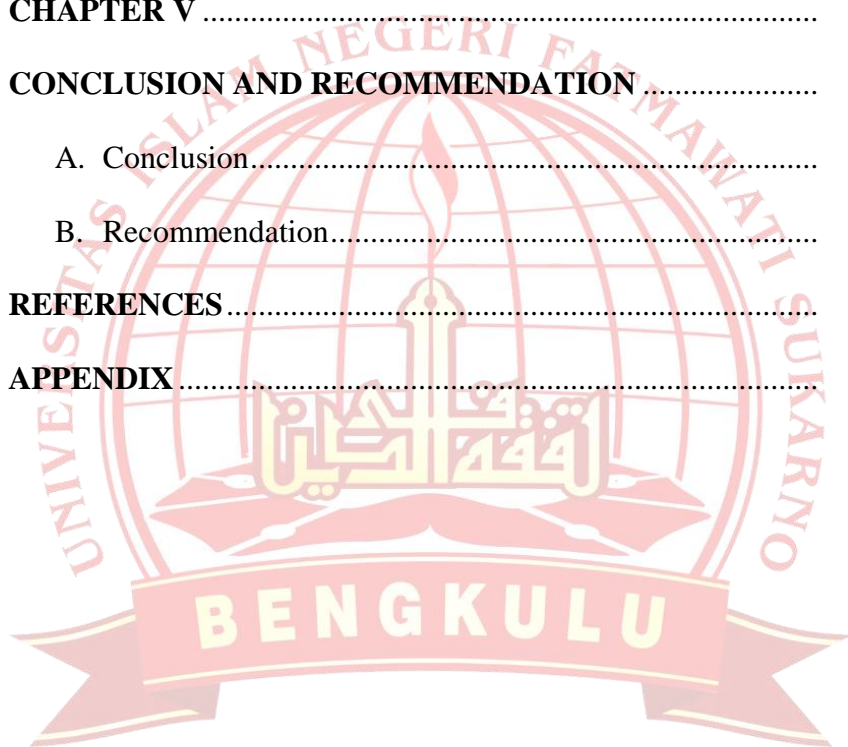 CHAPTER V ........................................................................
CONCLUSION AND RECOMMENDATION ......................
A. Conclusion.......................................................................
B. Recommendation.............................................................
REFERENCES..........................................................................
APPENDIX................................................................................
UNIVERSITAS ISLAM NEGERI FATMAWATI SUKARNO
BENGKULU